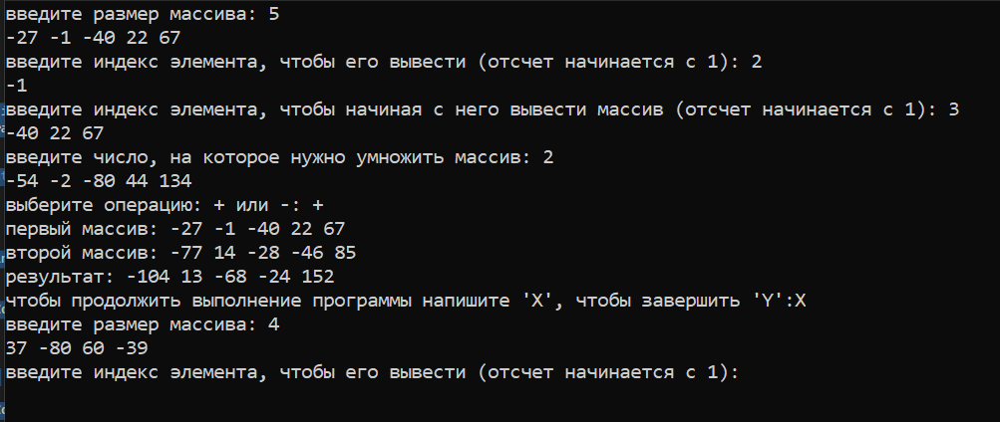 введите размер массива: 5
-27 -1 -40 22 67
введите индекс элемента, чтобы его вывести (отсчет начинается с 1): 2
-1
введите индекс элемента, чтобы начиная с него вывести массив (отсчет начинается с 1): 3
-40 22 67
введите число, на которое нужно умножить массив: 2
-54 -2 -80 44 134
выберите операцию: + или -: +
первый массив: -27 -1 -40 22 67
второй массив: -77 14 -28 -46 85
результат: -104 13 -68 -24 152
чтобы продолжить выполнение программы напишите 'X', чтобы завершить 'Y':X
введите размер массива: 4
37 -80 60 -39
введите индекс элемента, чтобы его вывести (отсчет начинается с 1):